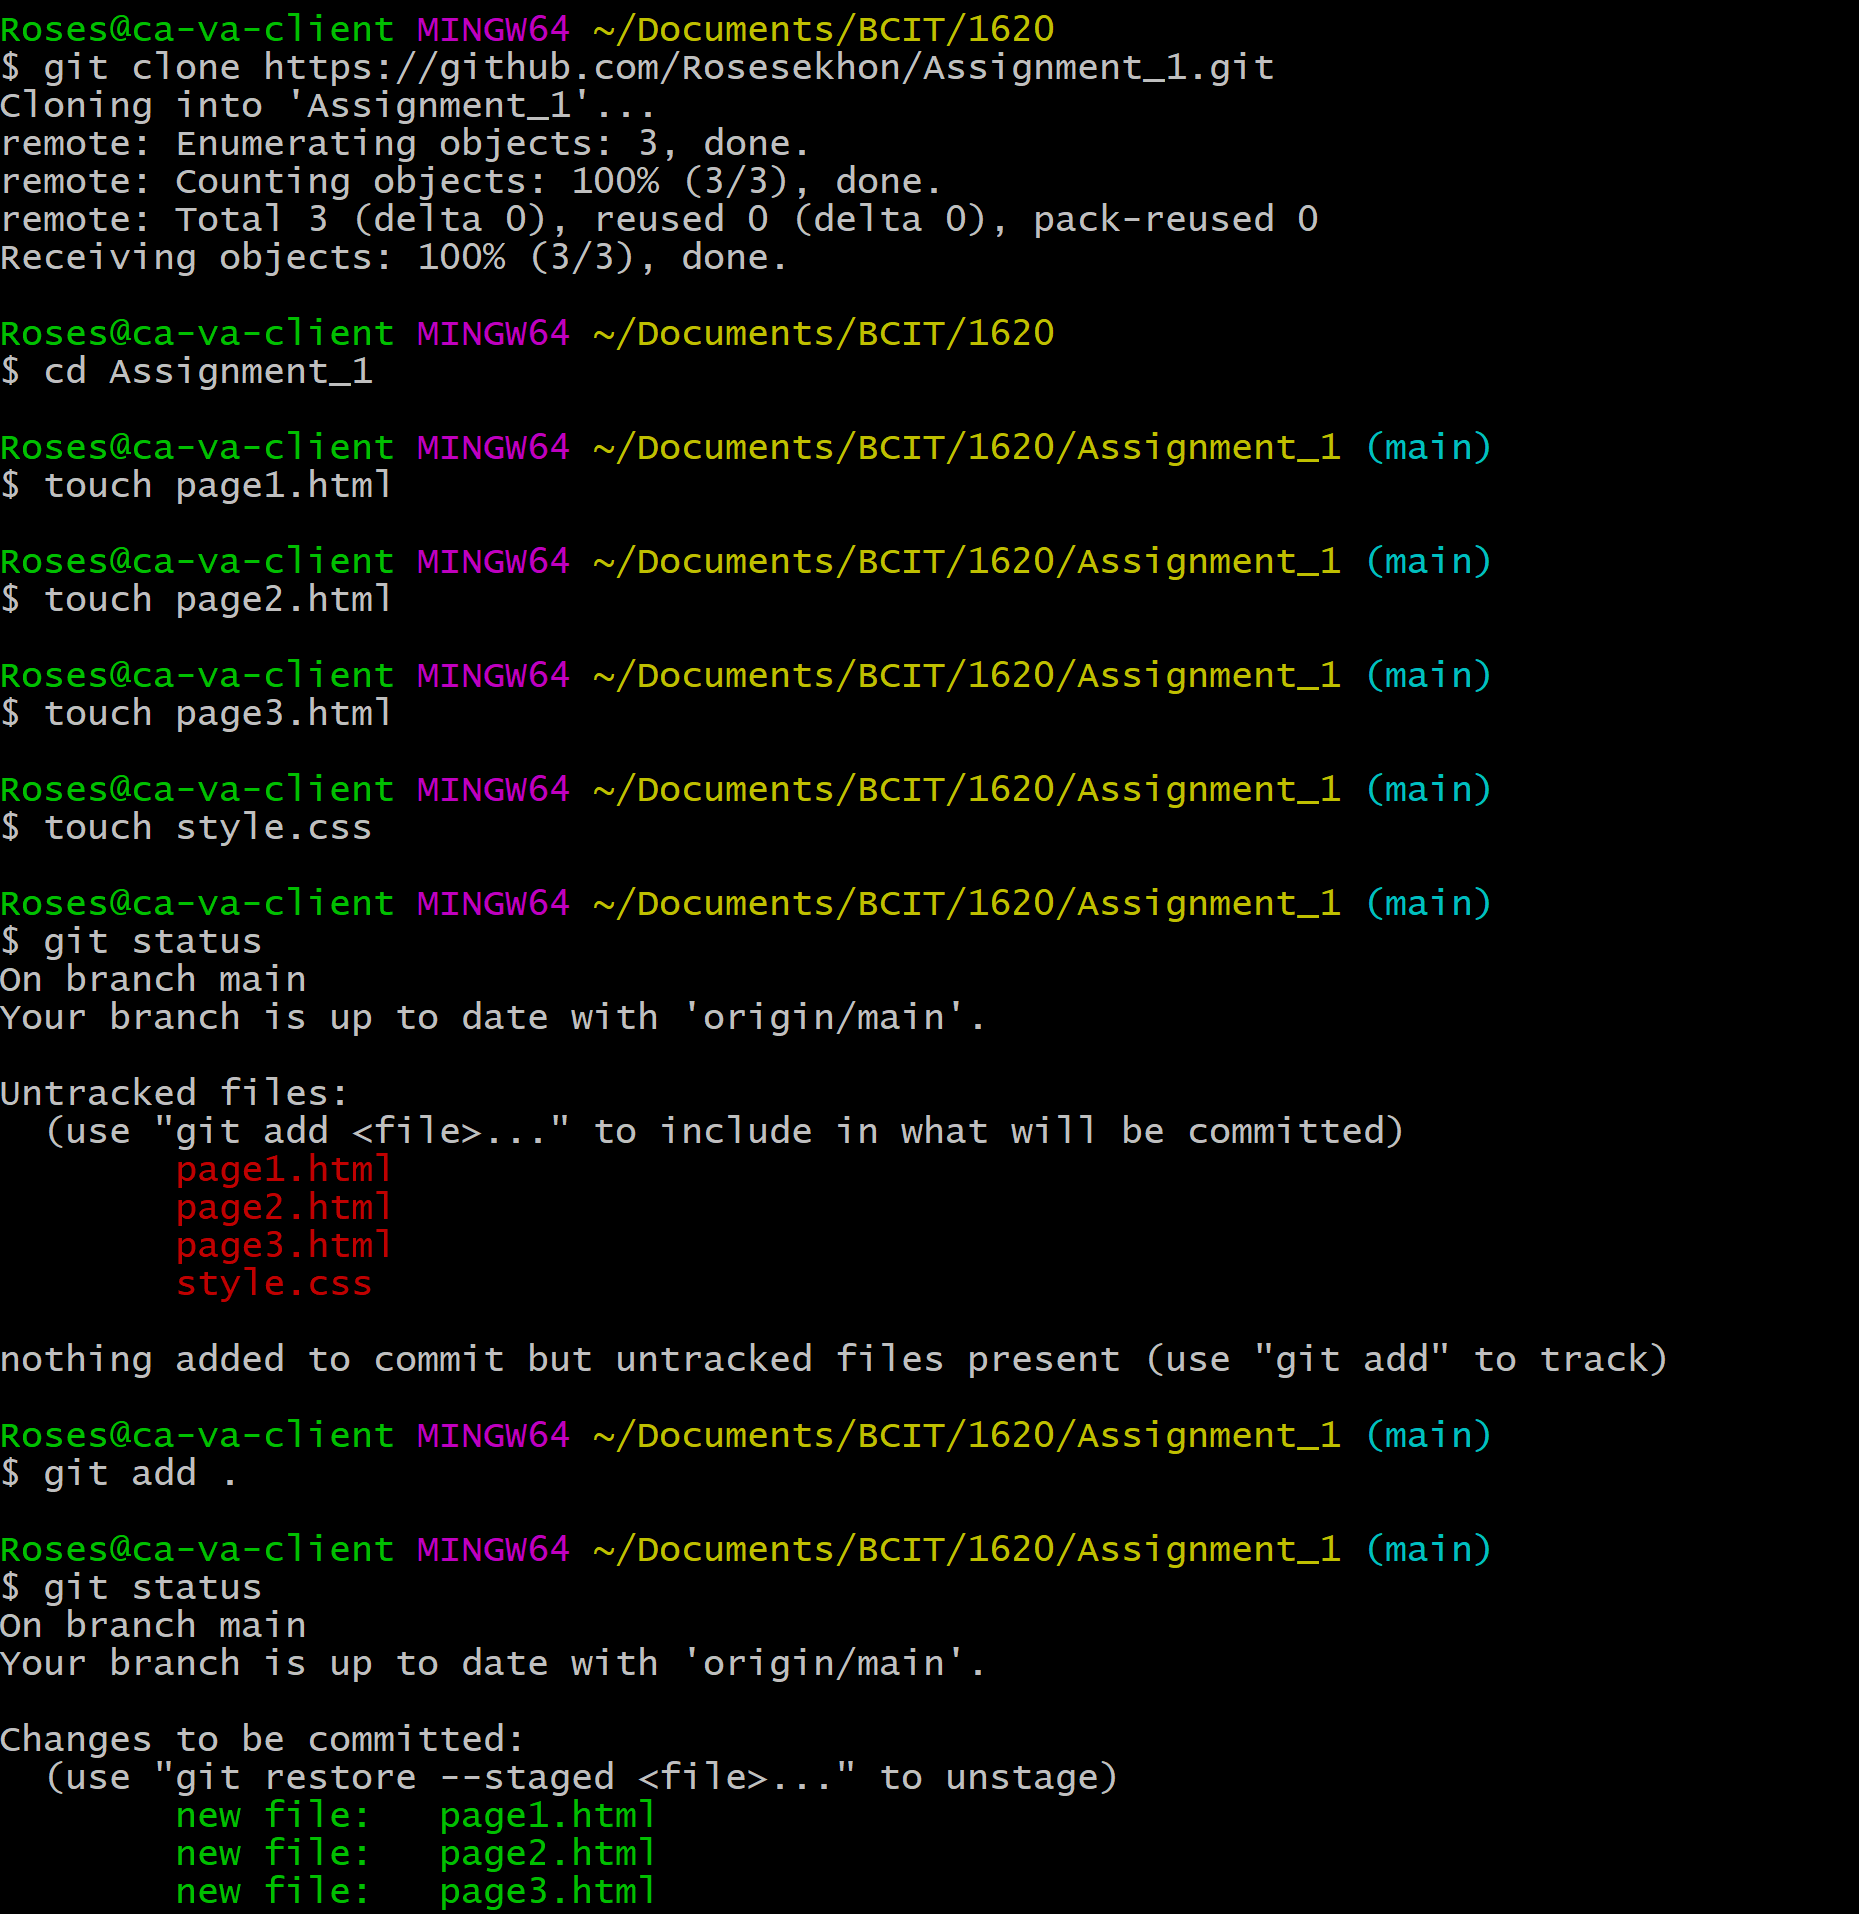 Roses@ca-va-client MINGW64 ~/Documents/BCIT/1620
$ git clone https://github.com/Rosesekhon/Assignment_1.git
Cloning into 'Assignment_1'...
remote: Enumerating objects: 3, done.
remote: Counting objects: 100% (3/3), done.
remote: Total 3 (delta 0), reused 0 (delta 0), pack-reused 0
Receiving objects: 100% (3/3), done.

Roses@ca-va-client MINGW64 ~/Documents/BCIT/1620
$ cd Assignment_1

Roses@ca-va-client MINGW64 ~/Documents/BCIT/1620/Assignment_1 (main)
$ touch page1.html

Roses@ca-va-client MINGW64 ~/Documents/BCIT/1620/Assignment_1 (main)
$ touch page2.html

Roses@ca-va-client MINGW64 ~/Documents/BCIT/1620/Assignment_1 (main)
$ touch page3.html

Roses@ca-va-client MINGW64 ~/Documents/BCIT/1620/Assignment_1 (main)
$ touch style.css

Roses@ca-va-client MINGW64 ~/Documents/BCIT/1620/Assignment_1 (main)
$ git status
On branch main
Your branch is up to date with 'origin/main'.

Untracked files:
  (use "git add <file>..." to include in what will be committed)
        page1.html
        page2.html
        page3.html
        style.css

nothing added to commit but untracked files present (use "git add" to track)

Roses@ca-va-client MINGW64 ~/Documents/BCIT/1620/Assignment_1 (main)
$ git add .

Roses@ca-va-client MINGW64 ~/Documents/BCIT/1620/Assignment_1 (main)
$ git status
On branch main
Your branch is up to date with 'origin/main'.

Changes to be committed:
  (use "git restore --staged <file>..." to unstage)
        new file:   page1.html
        new file:   page2.html
        new file:   page3.html